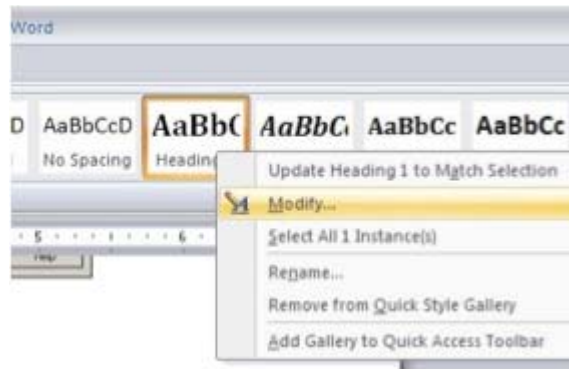 Word
D AaBbCcD AaBbC AaBbC AaBbCc AaBbCc
No Spacing Heading
Update Heading 1 to Match Selection
Modify...
5 6
Select All 1 Instance(s)
Rename...
Remove from Quick Style Gallery
Add Gallery to Quick Access Toolbar